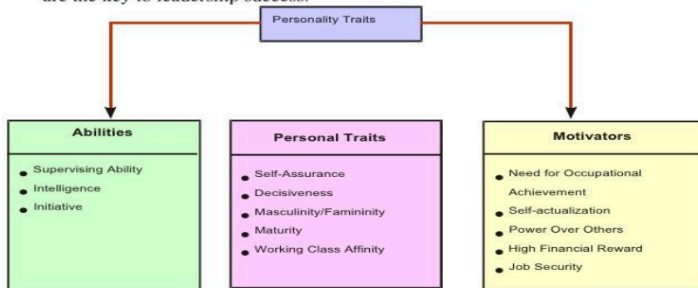 are the key to leadership success.
Personality Traits
Abilities
Supervising Ability
Intelligence
Initiative
Personal Traits
Self-Assurance
Decisiveness
Masculinity/Famininity
Maturity
Working Class Affinity
Motivators
Need for Occupational
Achievement
Self-actualization
Power Over Others
High Financial Reward
Job Security